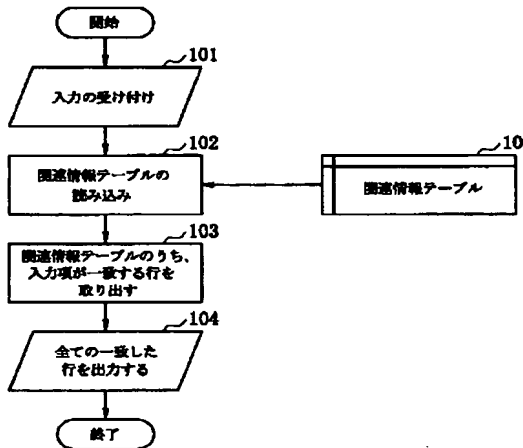 開始
101
入力の受け付け
102
関連情報テーブルの
読み込み
10
関連情報テーブル
103
関連情報テーブルのうち、
入力項が一致する行を
取り出す
104
全ての一致した
行を出力する
終了